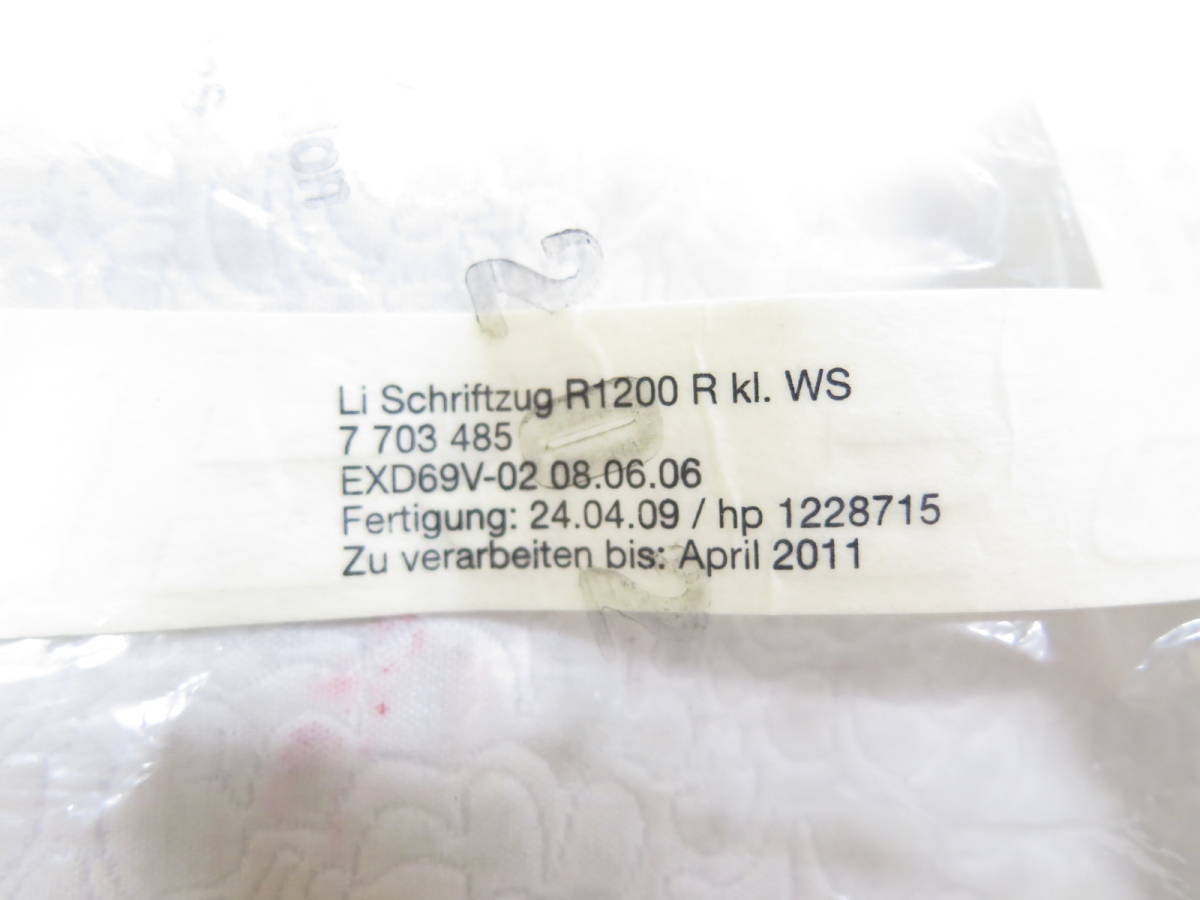 Li Schriftzug R1200 R kl. WS
7 703 485
EXD69V-02 08.06.06
Fertigung: 24.04.09 / hp 1228715
Zu verarbeiten bis: April 2011